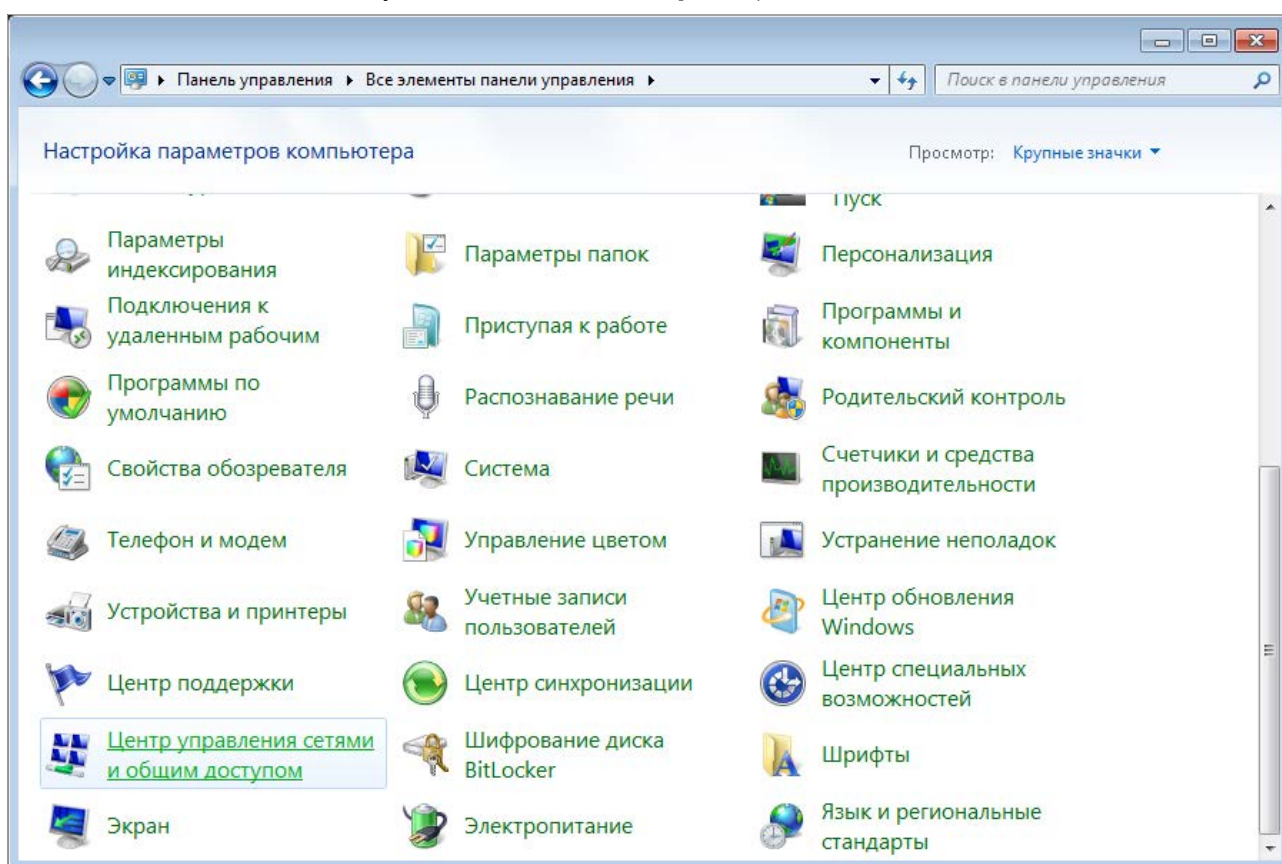 Панель управления
Все элементы панели управления
Поиск в панели управления
Настройка параметров компьютера
Просмотр: Крупные значки
Пуск
Параметры
индексирования
Параметры папок
Персонализация
Подключения к
удаленным рабочим
Приступая к работе
Программы и
компоненты
Программы по
умолчанию
Распознавание речи
Родительский контроль
Свойства обозревателя
Система
Счетчики и средства
производительности
Телефон и модем
Управление цветом
Устранение неполадок
Устройства и принтеры
Учетные записи
пользователей
Центр обновления
Windows
Центр поддержки
Центр синхронизации
Центр специальных
возможностей
Центр управления сетями
и общим доступом
Шифрование диска
BitLocker
Шрифты
Экран
Электропитание
Язык и региональные
стандарты